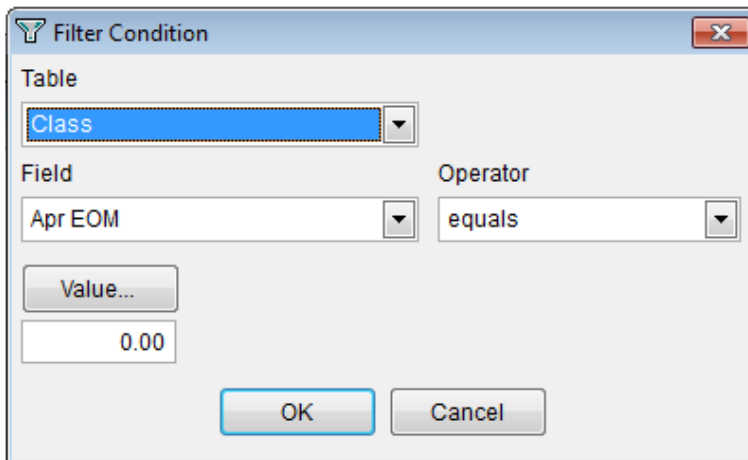 Filter Condition
Table
Class
Field
Operator
Apr EOM
equals
Value...
0.00
OK
Cancel